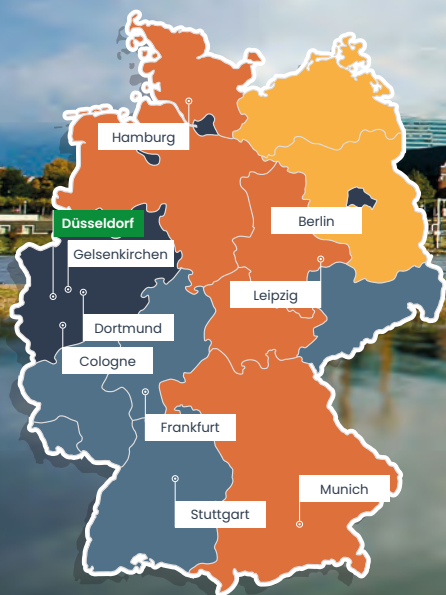 Hamburg
Düsseldorf
Berlin
Gelsenkirchen
Leipzig
Dortmund
Cologne
Frankfurt
Munich
Stuttgart